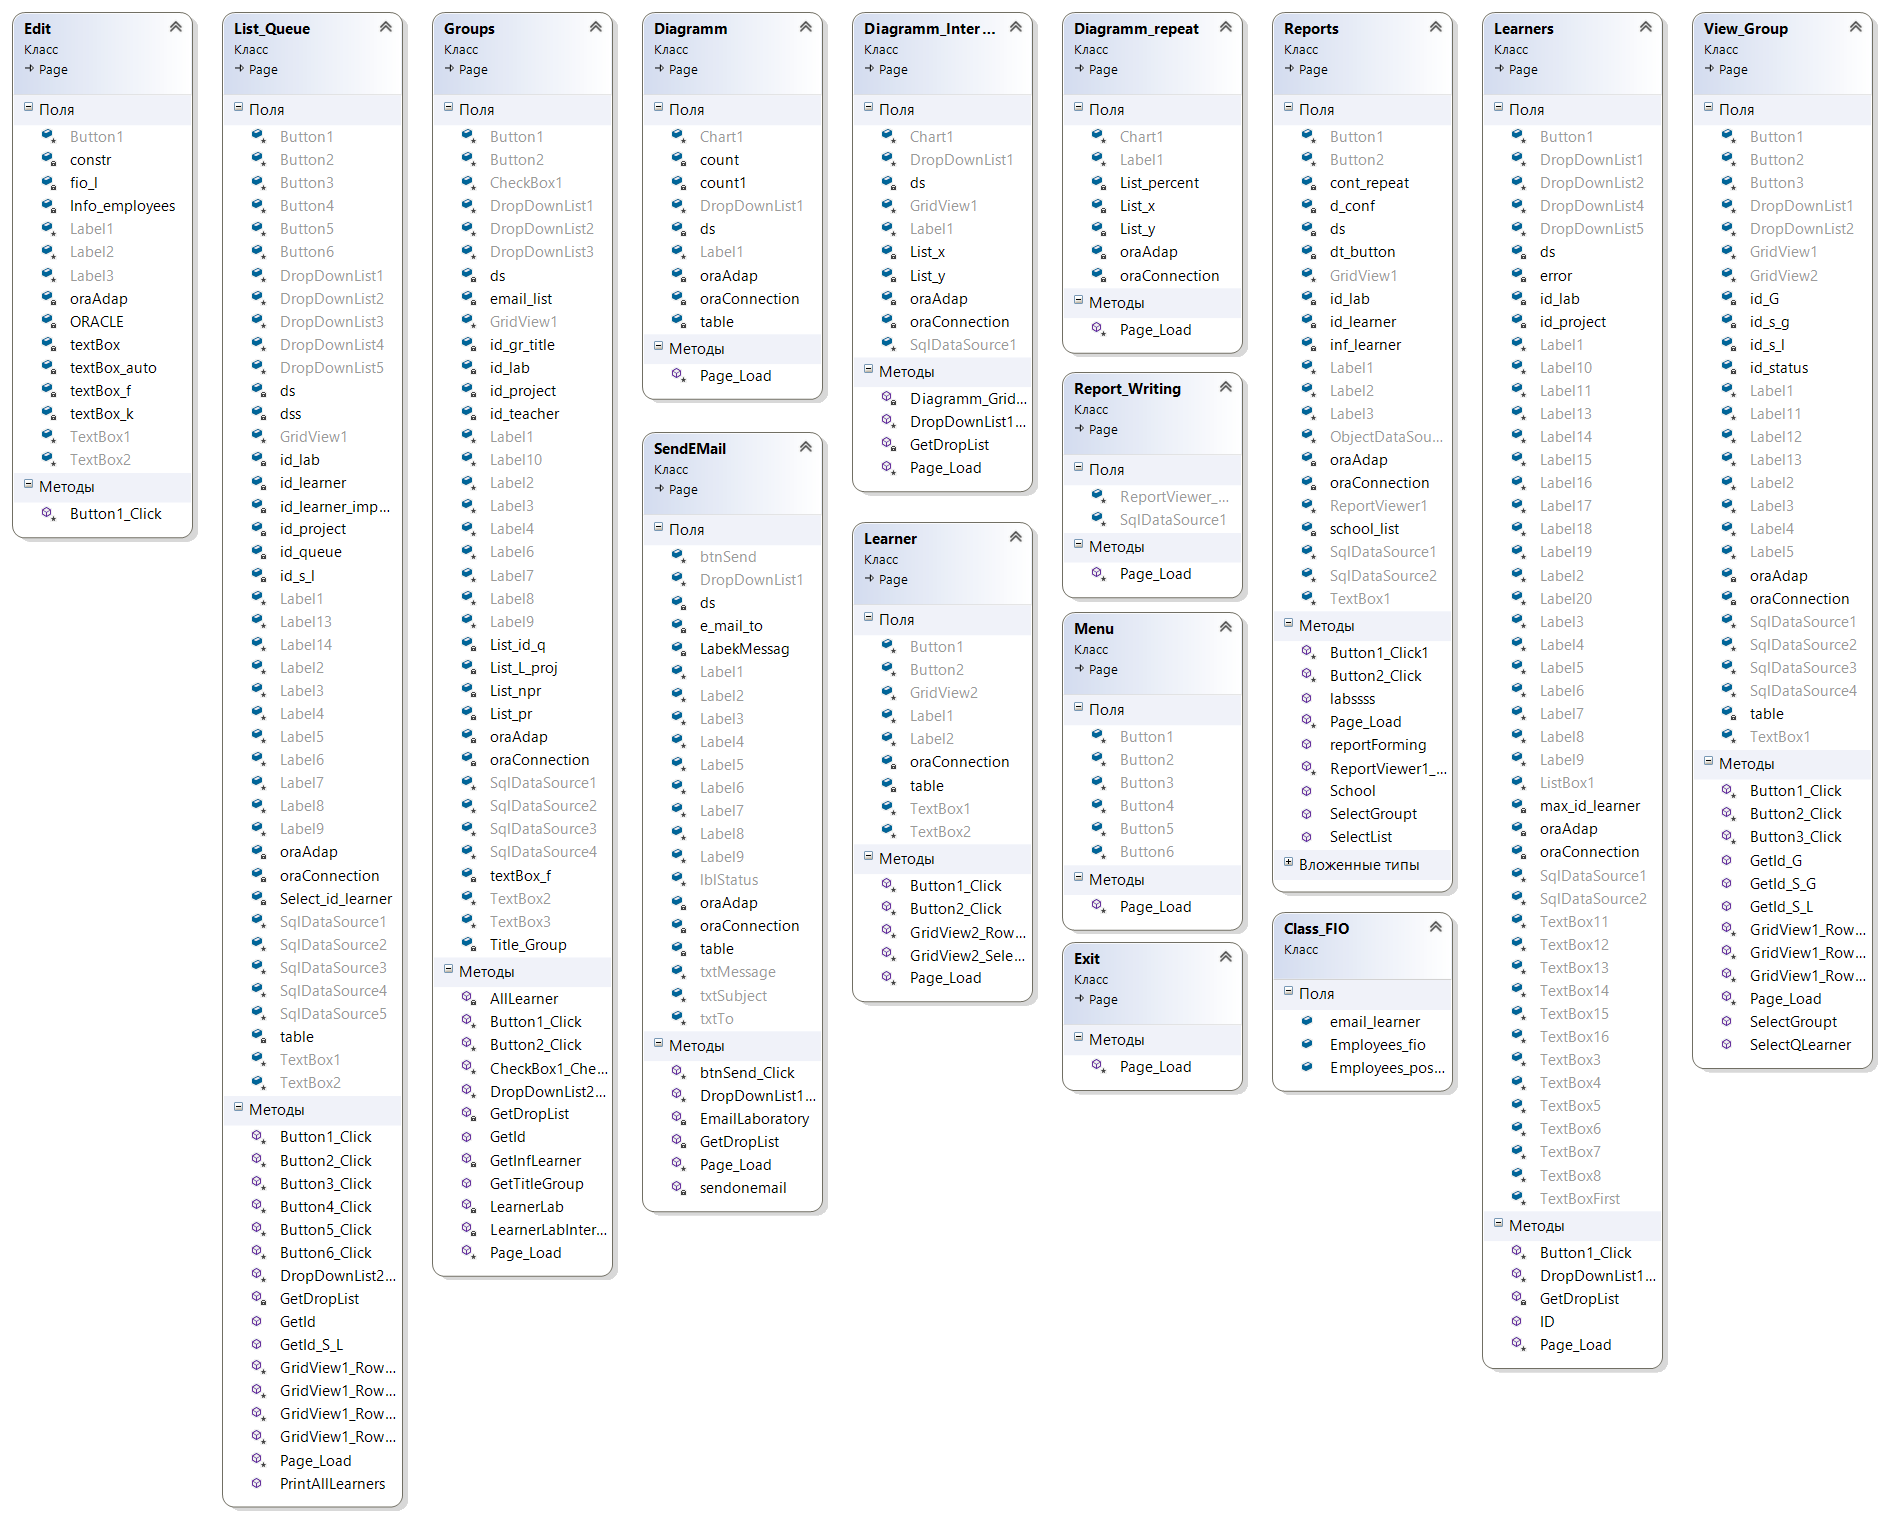 Edit
Класс
Page
Поля
Button1
constr
fio_l
Info_employees
Label1
Label2
Label3
oraAdap
ORACLE
textBox
textBox_auto
textBox_f
textBox_k
TextBox1
TextBox2
Методы
Button1_Click
List_Queue
Класс
Page
Поля
Button1
Button2
Button3
Button4
Button5
Button6
DropDownList1
DropDownList2
DropDownList3
DropDownList4
DropDownList5
ds
dss
GridView1
id_lab
id_learner
id_learner_imp...
id_project
id_queue
id_s_l
Label1
Label13
Label14
Label2
Label3
Label4
Label5
Label6
Label7
Label8
Label9
oraAdap
oraConnection
Select_id_learner
SqlDataSource1
SqlDataSource2
SqlDataSource3
SqlDataSource4
SqlDataSource5
table
TextBox1
TextBox2
Методы
Button1_Click
Button2_Click
Button3_Click
Button4_Click
Button5_Click
Button6_Click
DropDownList2...
GetDropList
GetId
GetId_S_L
GridView1_Row...
GridView1_Row...
GridView1_Row...
GridView1_Row...
Page_Load
PrintAllLearners
Groups
Класс
Page
Поля
Button1
Button2
CheckBox1
DropDownList1
DropDownList2
DropDownList3
ds
email_list
GridView1
id_gr_title
id_lab
id_project
id_teacher
Label1
Label10
Label2
Label3
Label4
Label6
Label7
Label8
Label9
List_id_q
List_L_proj
List_npr
List_pr
oraAdap
oraConnection
SqlDataSource1
SqlDataSource2
SqlDataSource3
SqlDataSource4
textBox_f
TextBox2
TextBox3
Title_Group
Методы
AllLearner
Button1_Click
Button2_Click
CheckBox1_Che...
DropDownList2...
GetDropList
GetId
GetInfLearner
GetTitleGroup
LearnerLab
LearnerLabInter...
Page_Load
Diagramm
Класс
Page
Поля
Chart1
count
count1
DropDownList1
ds
Label1
oraAdap
oraConnection
table
Методы
Page_Load
SendEMail
Класс
Page
Поля
btnSend
DropDownList1
ds
e_mail_to
LabekMessag
Label1
Label2
Label3
Label4
Label5
Label6
Label7
Label8
Label9
lblStatus
oraAdap
oraConnection
table
txtMessage
txtSubject
txtTo
Методы
btnSend_Click
DropDownList1...
EmailLaboratory
GetDropList
Page_Load
sendonemail
Diagramm_Inter...
Класс
Page
Поля
Chart1
DropDownList1
ds
GridView1
Label1
List_x
List_y
oraAdap
oraConnection
SqlDataSource1
Методы
Diagramm_Grid...
DropDownList1...
GetDropList
Page_Load
Learner
Класс
Page
Поля
Button1
Button2
GridView2
Label1
Label2
oraConnection
table
TextBox1
TextBox2
Методы
Button1_Click
Button2_Click
GridView2_Row...
GridView2_Sele...
Page_Load
Diagramm_repeat
Класс
Page
Поля
Chart1
Label1
List_percent
List_x
List_y
oraAdap
oraConnection
Методы
Page_Load
Report_Writing
Класс
Page
Поля
ReportViewer_...
SqlDataSource1
Методы
Page_Load
Menu
Класс
Page
Поля
Button1
Button2
Button3
Button4
Button5
Button6
Методы
Page_Load
Exit
Класс
Page
Методы
Page_Load
Reports
Класс
Page
Поля
Button1
Button2
cont_repeat
d_conf
ds
dt_button
GridView1
id_lab
id_learner
inf_learner
Label1
Label2
Label3
ObjectDataSou...
oraAdap
oraConnection
ReportViewer1
school_list
SqlDataSource1
SqlDataSource2
TextBox1
Методы
Button1_Click1
Button2_Click
labssss
Page_Load
reportForming
ReportViewer1_...
School
SelectGroupt
SelectList
Вложенные типы
Class_FIO
Класс
Поля
email_learner
Employees_fio
Employees_pos...
Learners
Класс
Page
Поля
Button1
DropDownList1
DropDownList2
DropDownList4
DropDownList5
ds
error
id_lab
id_project
Label1
Label10
Label11
Label13
Label14
Label15
Label16
Label17
Label18
Label19
Label2
Label20
Label3
Label4
Label5
Label6
Label7
Label8
Label9
ListBox1
max_id_learner
oraAdap
oraConnection
SqlDataSource1
SqlDataSource2
TextBox11
TextBox12
TextBox13
TextBox14
TextBox15
TextBox16
TextBox3
TextBox4
TextBox5
TextBox6
TextBox7
TextBox8
TextBoxFirst
Методы
Button1_Click
DropDownList1...
GetDropList
ID
Page_Load
View_Group
Класс
Page
Поля
Button1
Button2
Button3
DropDownList1
DropDownList2
GridView1
GridView2
id_G
id_s_g
id_s_l
id_status
Label1
Label11
Label12
Label13
Label2
Label3
Label4
Label5
oraAdap
oraConnection
SqlDataSource1
SqlDataSource2
SqlDataSource3
SqlDataSource4
table
TextBox1
Методы
Button1_Click
Button2_Click
Button3_Click
GetId_G
GetId_S_G
GetId_S_L
GridView1_Row...
GridView1_Row...
GridView1_Row...
Page_Load
SelectGroupt
SelectQLearner